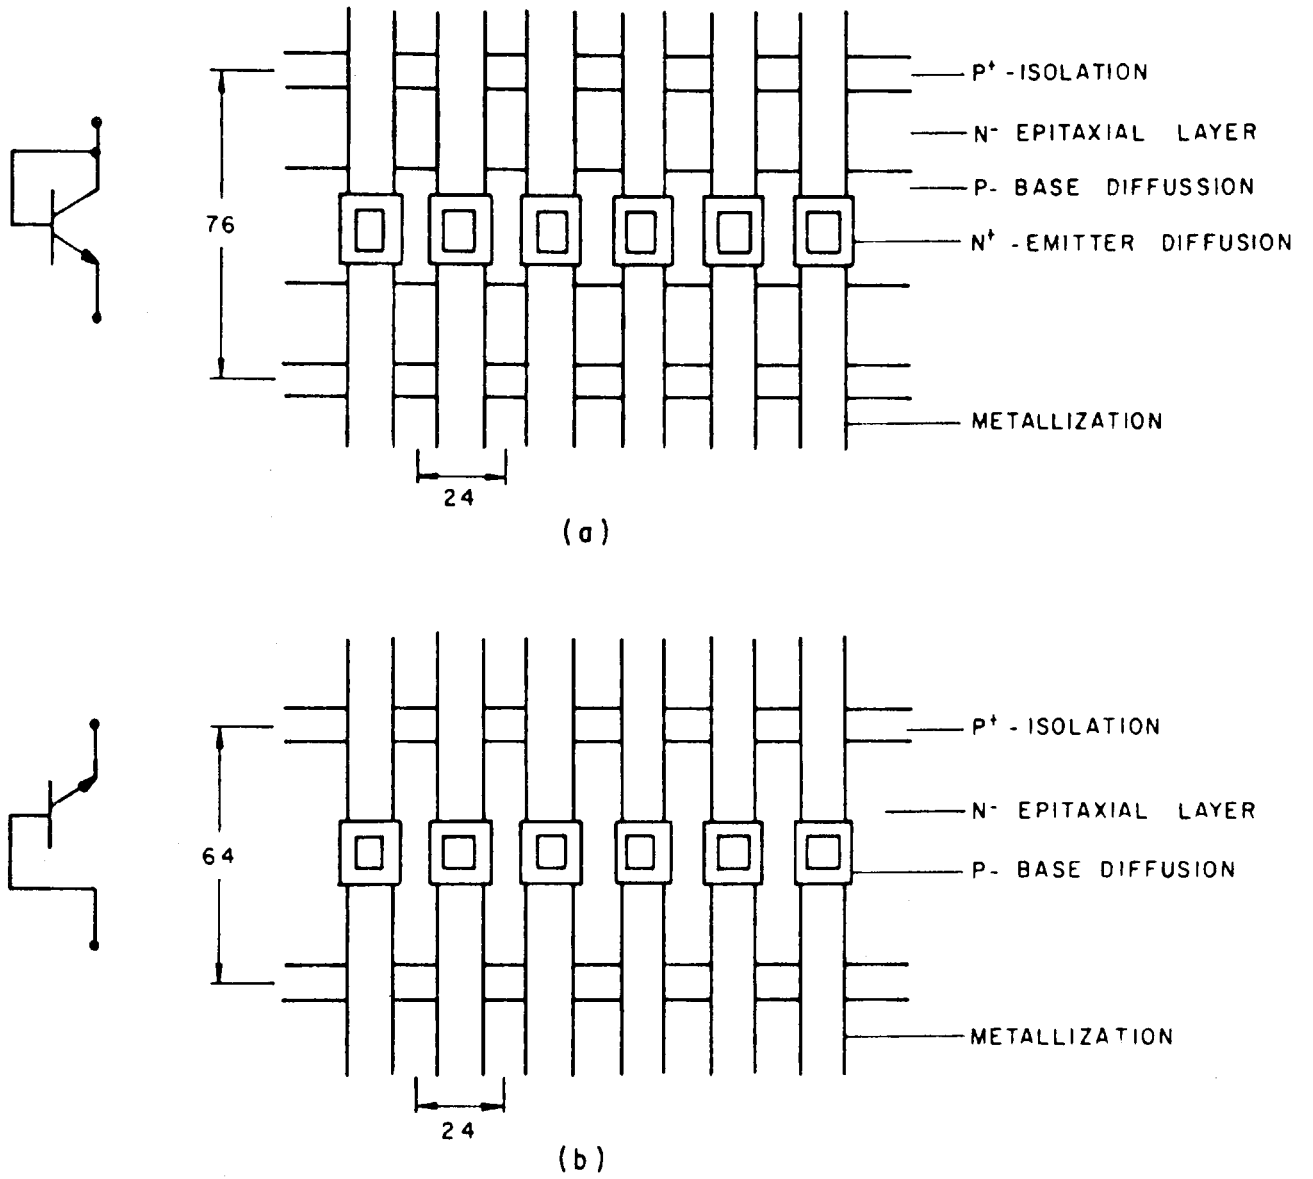 P+ -ISOLATION
N- EPITAXIAL LAYER
P- BASE DIFFUSSION
76
N+ -EMITTER DIFFUSION
METALLIZATION
24
(a)
P+ - ISOLATION
N- EPITAXIAL LAYER
64
P- BASE DIFFUSION
METALLIZATION
24
(b)